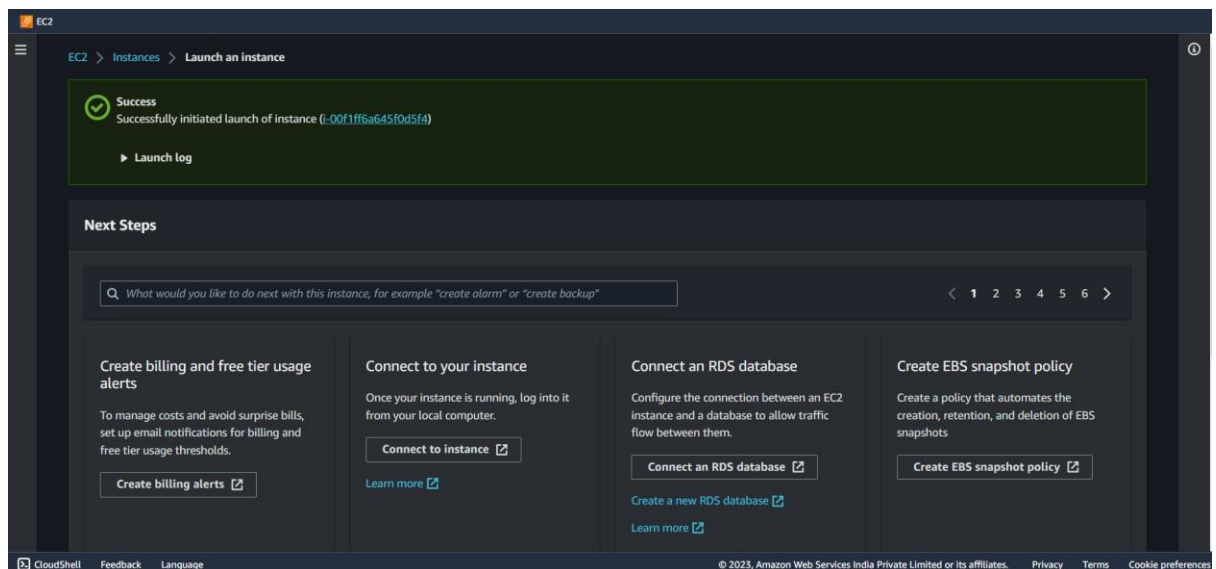 EC2
EC2 > Instances > Launch an instance
Success
Successfully initiated launch of instance (i-00f1ff6a645f0d5f4)
Launch log
Next Steps
What would you like to do next with this instance, for example "create alarm" or "create backup"
< 1 2 3 4 5 6 >
Create billing and free tier usage
alerts
To manage costs and avoid surprise bills,
set up email notifications for billing and
free tier usage thresholds.
Create billing alerts
Connect to your instance
Once your instance is running, log into it
from your local computer.
Connect to instance
Learn more
Connect an RDS database
Configure the connection between an EC2
instance and a database to allow traffic
flow between them.
Connect an RDS database
Create a new RDS database
Learn more
Create EBS snapshot policy
Create a policy that automates the
creation, retention, and deletion of EBS
snapshots
Create EBS snapshot policy
CloudShell Feedback Language
© 2023, Amazon Web Services India Private Limited or its affiliates. Privacy Terms Cookie preferences